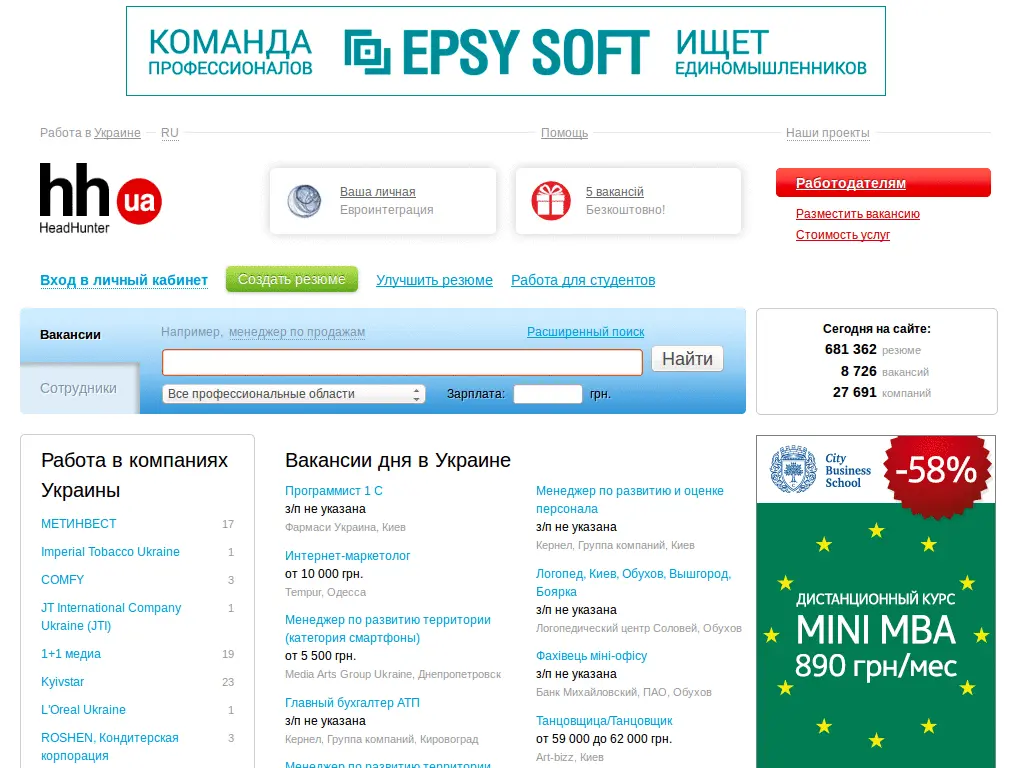 КОМАНДА
ПРОФЕССИОНАЛОВ
EPSY SOFT
ИЩЕТ
ЕДИНОМЫШЛЕННИКОВ
Работа в Украине
RU
Помощь
Наши проекты
hh ua
HeadHunter
Ваша личная
Евроинтеграция
5 вакансій
Безкоштовно!
Работодателям
Разместить вакансию
Стоимость услуг
Вход в личный кабинет
Создать резюме
Улучшить резюме
Работа для студентов
Вакансии
Сотрудники
Например, менеджер по продажам
Расширенный поиск
Найти
Все профессиональные области
Зарплата:
грн.
Сегодня на сайте:
681 362 резюме
8 726 вакансий
27 691 компаний
Работа в компаниях
Украины
МЕТИНВЕСТ 17
Imperial Tobacco Ukraine 1
COMFY 3
JT International Company 1
Ukraine (JTI)
1+1 медиа 19
Kyivstar 23
L'Oreal Ukraine 1
ROSHEN, Кондитерская 3
корпорация
Вакансии дня в Украине
Программист 1 С
з/п не указана
Фармаси Украина, Киев
Интернет-маркетолог
от 10 000 грн.
Tempur, Одесса
Менеджер по развитию территории
(категория смартфоны)
от 5 500 грн.
Media Arts Group Ukraine, Днепропетровск
Главный бухгалтер АТП
з/п не указана
Кернел, Группа компаний, Кировоград
Менеджер по развитию территории
Менеджер по развитию и оценке
персонала
з/п не указана
Кернел, Группа компаний, Киев
Логопед, Киев, Обухов, Вышгород,
Боярка
з/п не указана
Логопедический центр Соловей, Обухов
Фахівець міні-офісу
з/п не указана
Банк Михайловский, ПАО, Обухов
Танцовщица/Танцовщик
от 59 000 до 62 000 грн.
Art-bizz, Киев
City
Business
School
-58%
ДИСТАНЦИОННЫЙ КУРС
MINI MBA
890 грн/мес